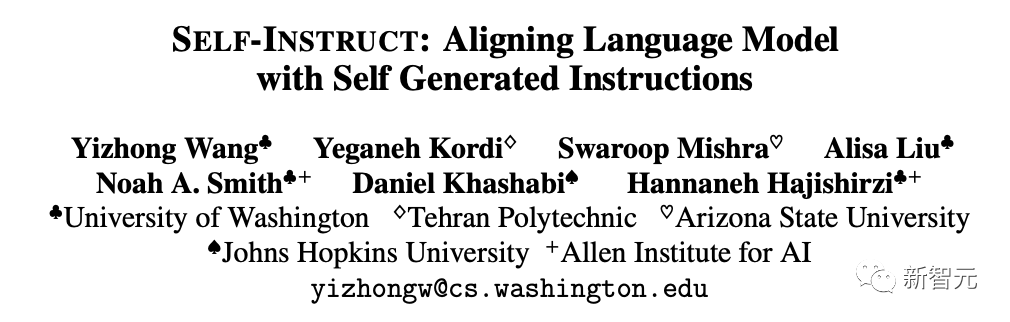 SELF-INSTRUCT: Aligning Language Model
with Self Generated Instructions
Yizhong Wang♣ Yeganeh Kordi◇ Swaroop Mishra♡ Alisa Liu♣
Noah A. Smith♣+ Daniel Khashabi♠ Hannaneh Hajishirzi♣+
♣University of Washington ◇Tehran Polytechnic ♡Arizona State University
♠Johns Hopkins University +Allen Institute for AI
yizhongw@cs.washington.edu
新智元